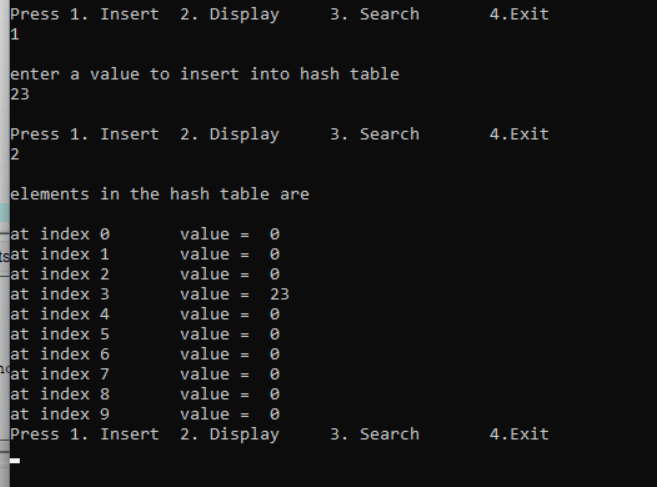 Press 1. Insert 2. Display 3. Search 4.Exit
1
enter a value to insert into hash table
23
Press 1. Insert 2. Display 3. Search 4.Exit
2
elements in the hash table are
at index 0 value = 0
at index 1 value = 0
at index 2 value = 0
at index 3 value = 23
at index 4 value = 0
at index 5 value = 0
at index 6 value = 0
at index 7 value = 0
at index 8 value = 0
at index 9 value = 0
Press 1. Insert 2. Display 3. Search 4.Exit